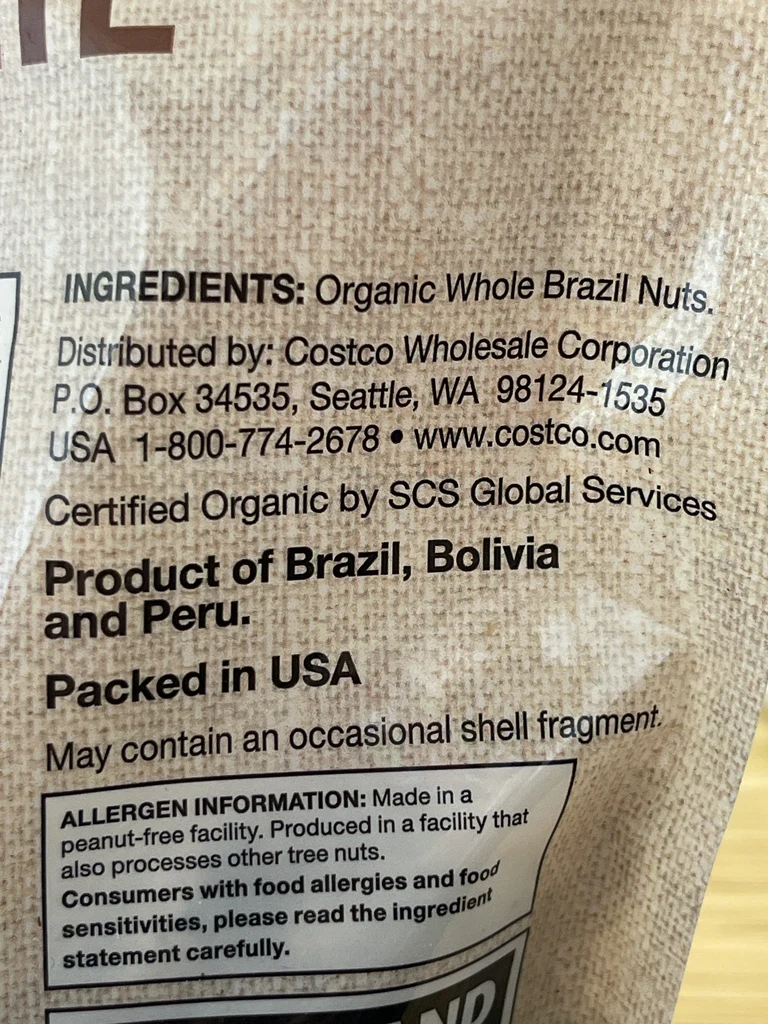 INGREDIENTS: Organic Whole Brazil Nuts.
Distributed by: Costco Wholesale Corporation
P.O. Box 34535, Seattle, WA 98124-1535
USA 1-800-774-2678 • www.costco.com
Certified Organic by SCS Global Services
Product of Brazil, Bolivia
and Peru.
Packed in USA
May contain an occasional shell fragment.
ALLERGEN INFORMATION: Made in a
peanut-free facility. Produced in a facility that
also processes other tree nuts.
Consumers with food allergies and food
sensitivities, please read the ingredient
statement carefully.